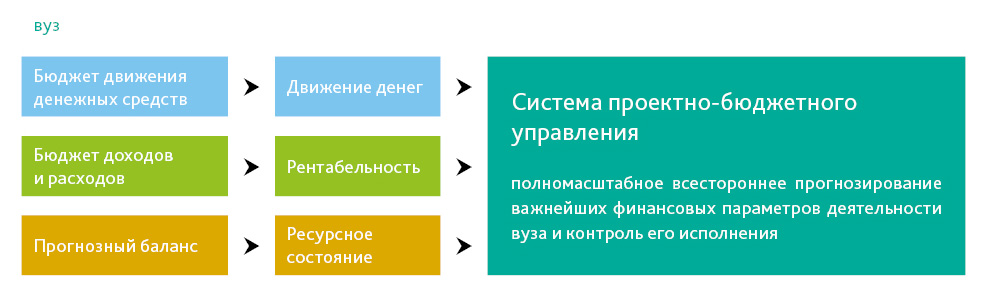 вуз
Бюджет движения
денежных средств
Движение денег
Бюджет доходов
и расходов
Рентабельность
Прогнозный баланс
Ресурсное
состояние
Система проектно-бюджетного
управления
полномасштабное всестороннее прогнозирование
важнейших финансовых параметров деятельности
вуза и контроль его исполнения